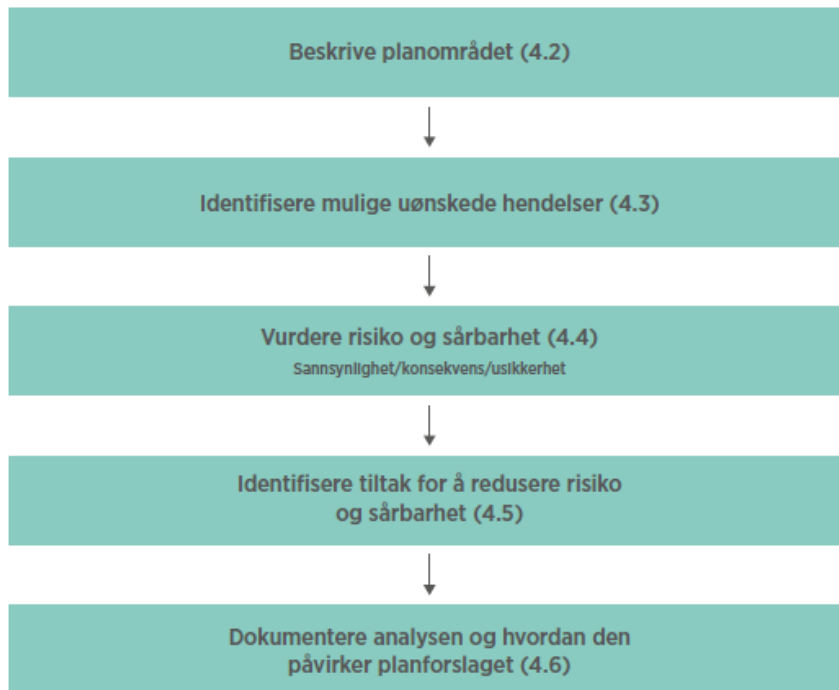 Beskrive planområdet (4.2)
Identifisere mulige uønskede hendelser (4.3)
Vurdere risiko og sårbarhet (4.4)
Sannsynlighet/konsekvens/usikkerhet
Identifisere tiltak for å redusere risiko
og sårbarhet (4.5)
Dokumentere analysen og hvordan den
påvirker planforslaget (4.6)